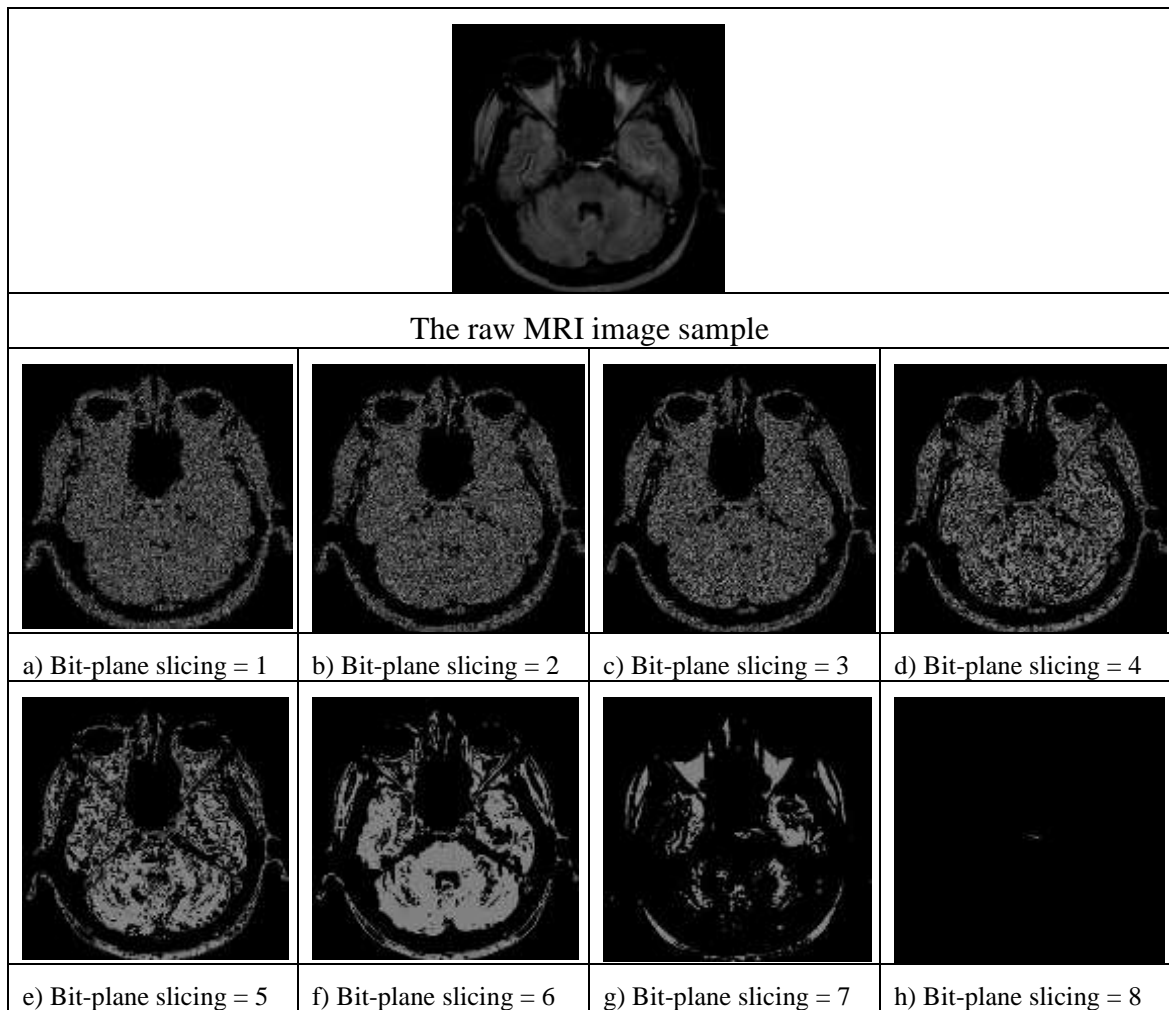 The raw MRI image sample
a) Bit-plane slicing = 1
b) Bit-plane slicing = 2
c) Bit-plane slicing = 3
d) Bit-plane slicing = 4
e) Bit-plane slicing = 5
f) Bit-plane slicing = 6
g) Bit-plane slicing = 7
h) Bit-plane slicing = 8